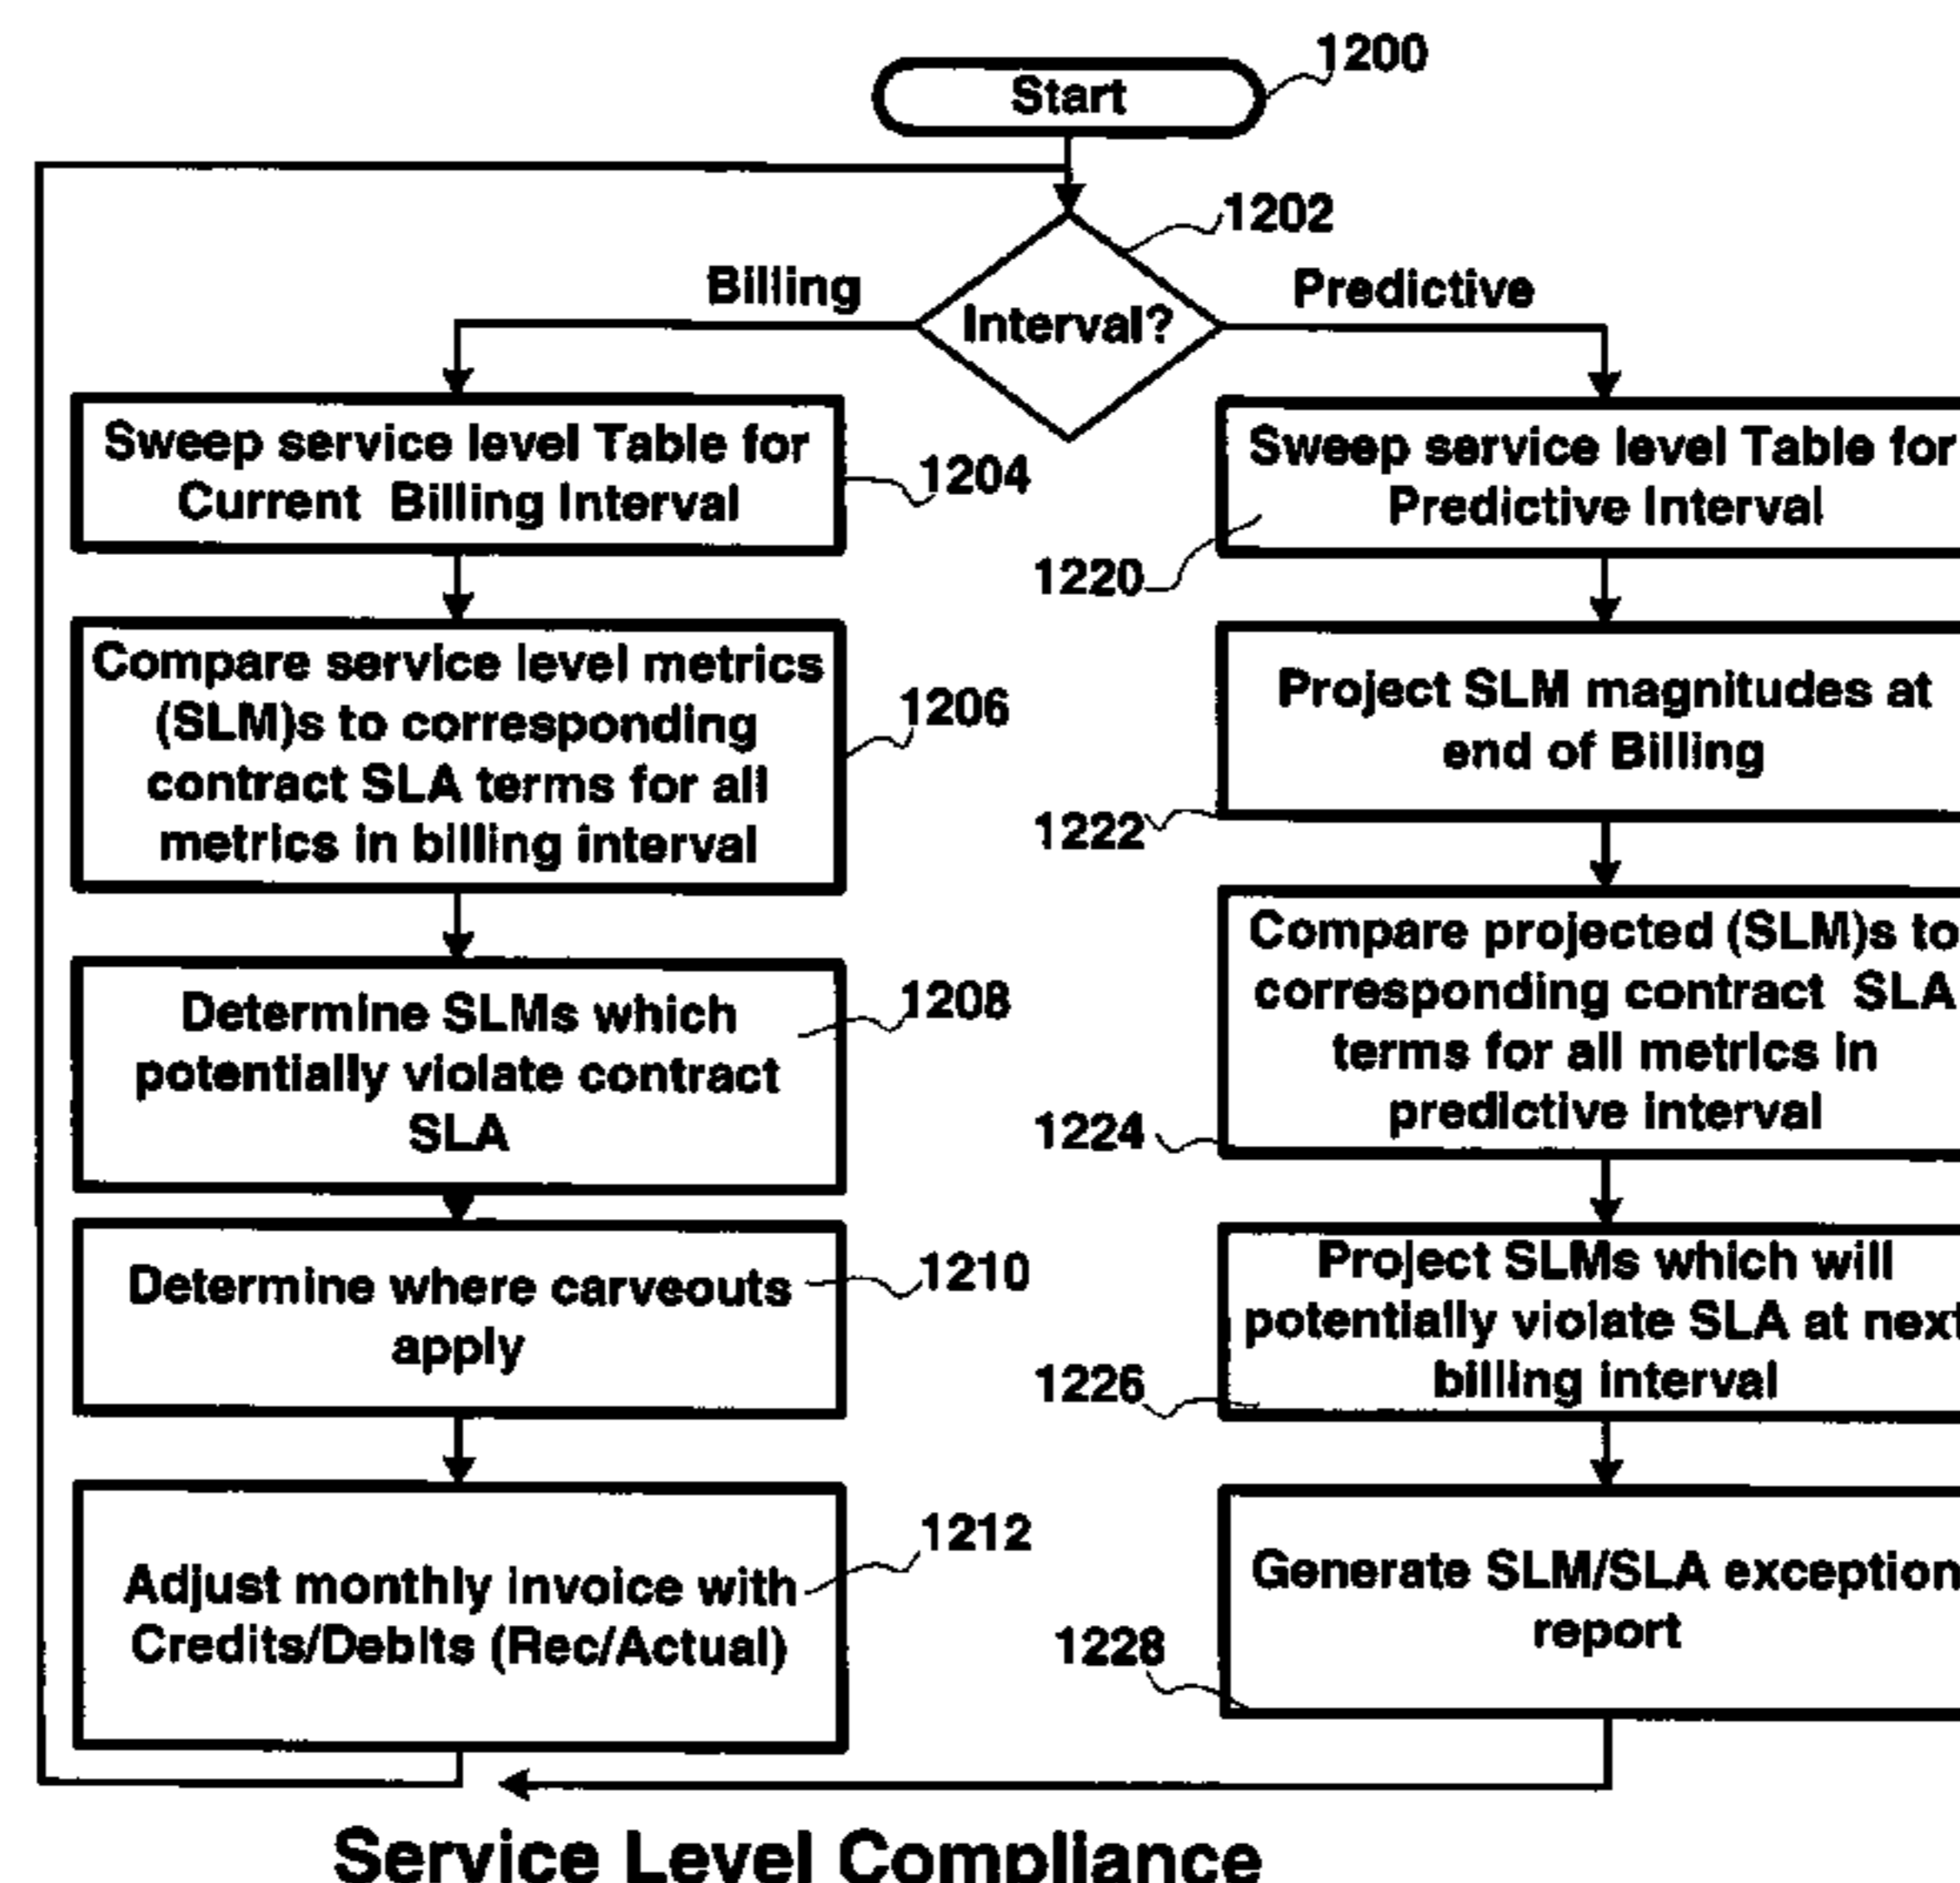 Start
1200
1202
Billing
Predictive
Interval?
Sweep service level Table for
Current Billing Interval
1204
Compare service level metrics
(SLM)s to corresponding
contract SLA terms for all
metrics in billing interval
1206
Determine SLMs which
potentially violate contract
SLA
1208
Determine where carveouts
apply
1210
Adjust monthly invoice with
Credits/Debits (Rec/Actual)
1212
Sweep service level Table for
Predictive Interval
1220
Project SLM magnitudes at
end of Billing
1222
Compare projected (SLM)s to
corresponding contract SLA
terms for all metrics in
predictive interval
1224
Project SLMs which will
potentially violate SLA at next
billing interval
1226
Generate SLM/SLA exception
report
1228
Service Level Compliance